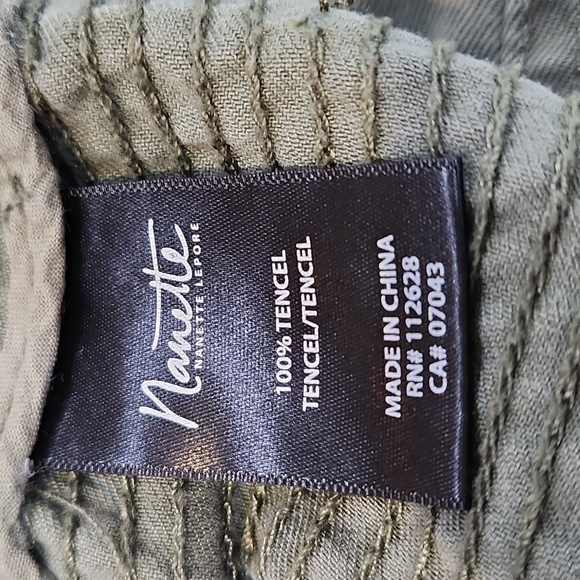 Nanette
NANETTE LEPORE
100% TENCEL
TENCEL/TENCEL
MADE IN CHINA
RN# 112628
CA# 07043